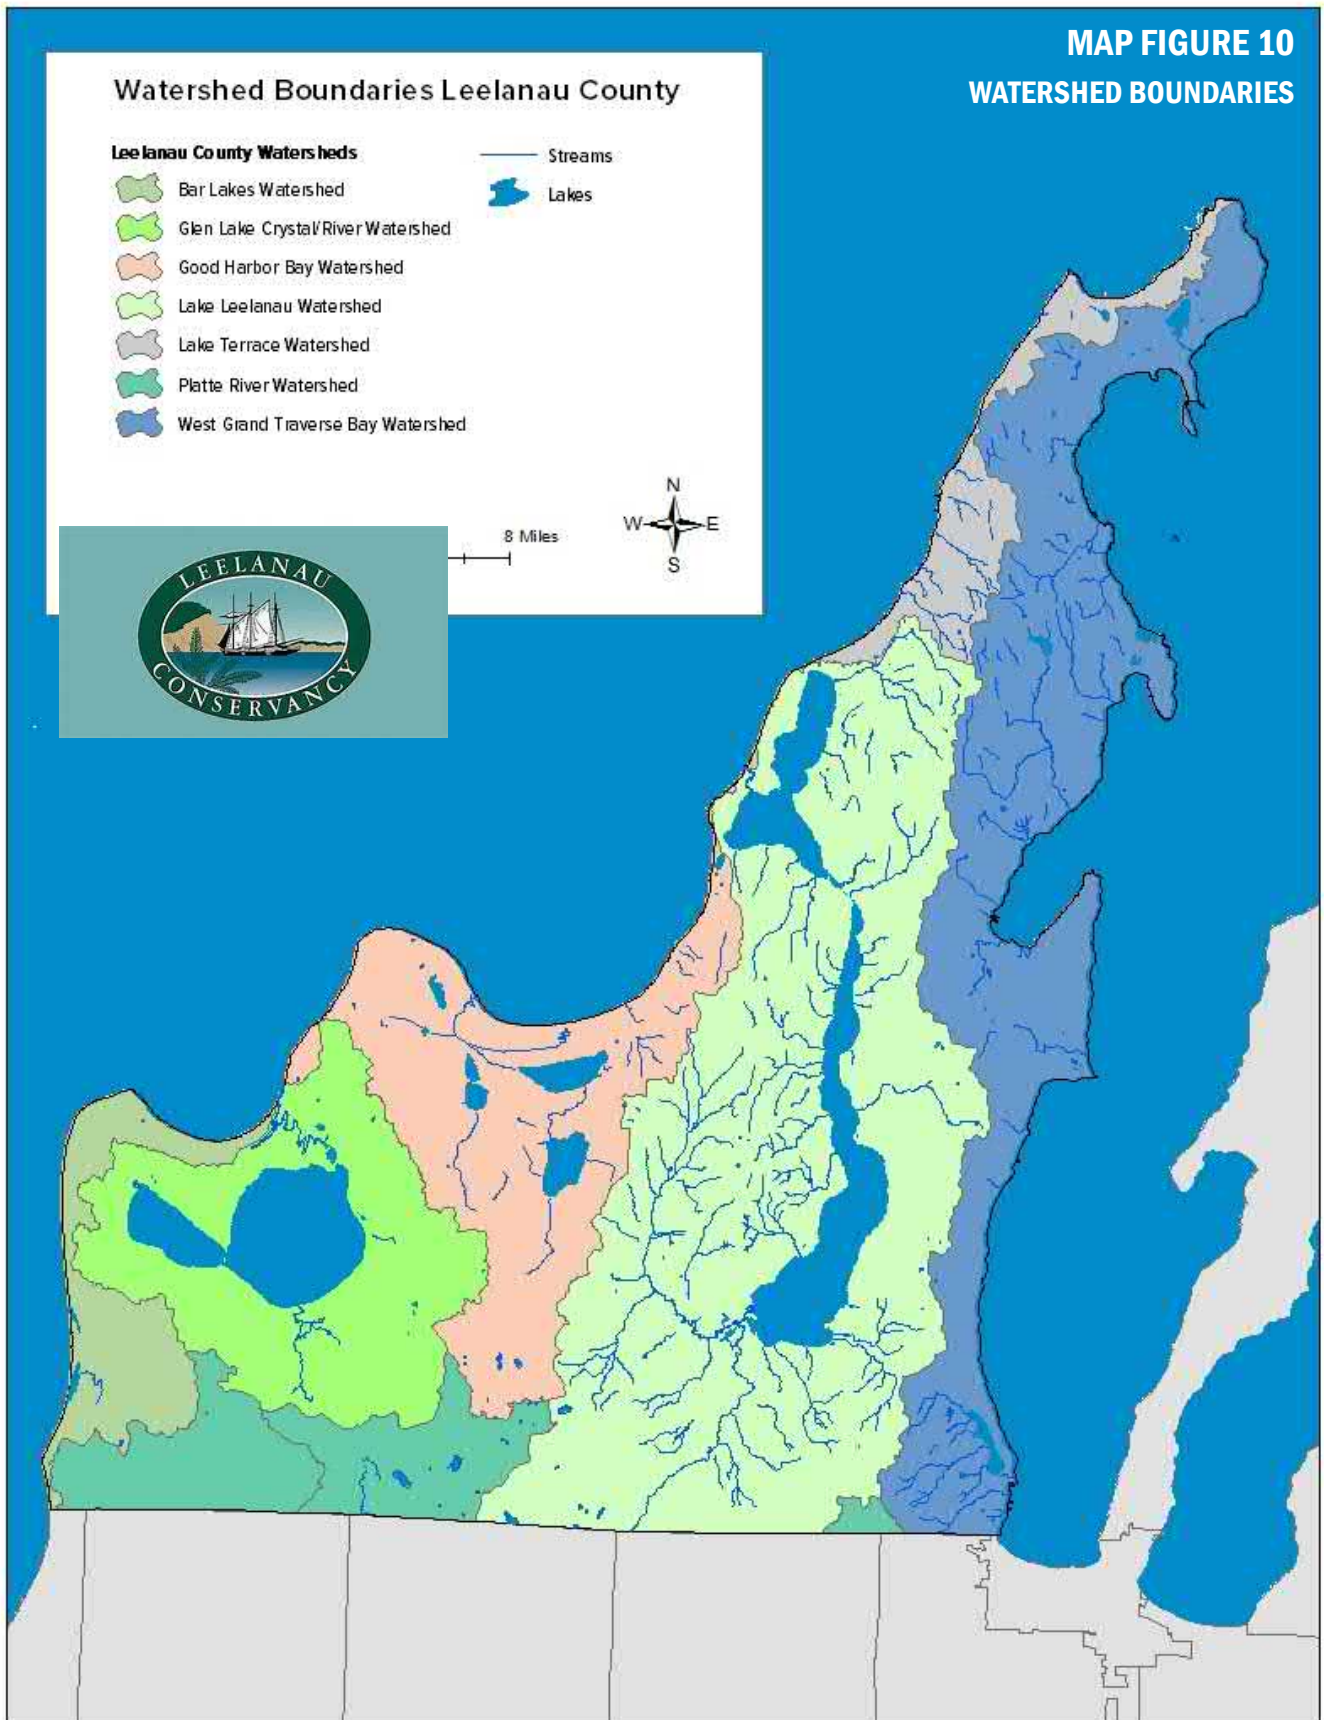 MAP FIGURE 10
WATERSHED BOUNDARIES
Watershed Boundaries Leelanau County
Leelanau County Watersheds
Bar Lakes Watershed
Glen Lake Crystal/River Watershed
Good Harbor Bay Watershed
Lake Leelanau Watershed
Lake Terrace Watershed
Platte River Watershed
West Grand Traverse Bay Watershed
Streams
Lakes
N
W E
S
8 Miles
LEELANAU
CONSERVANCY